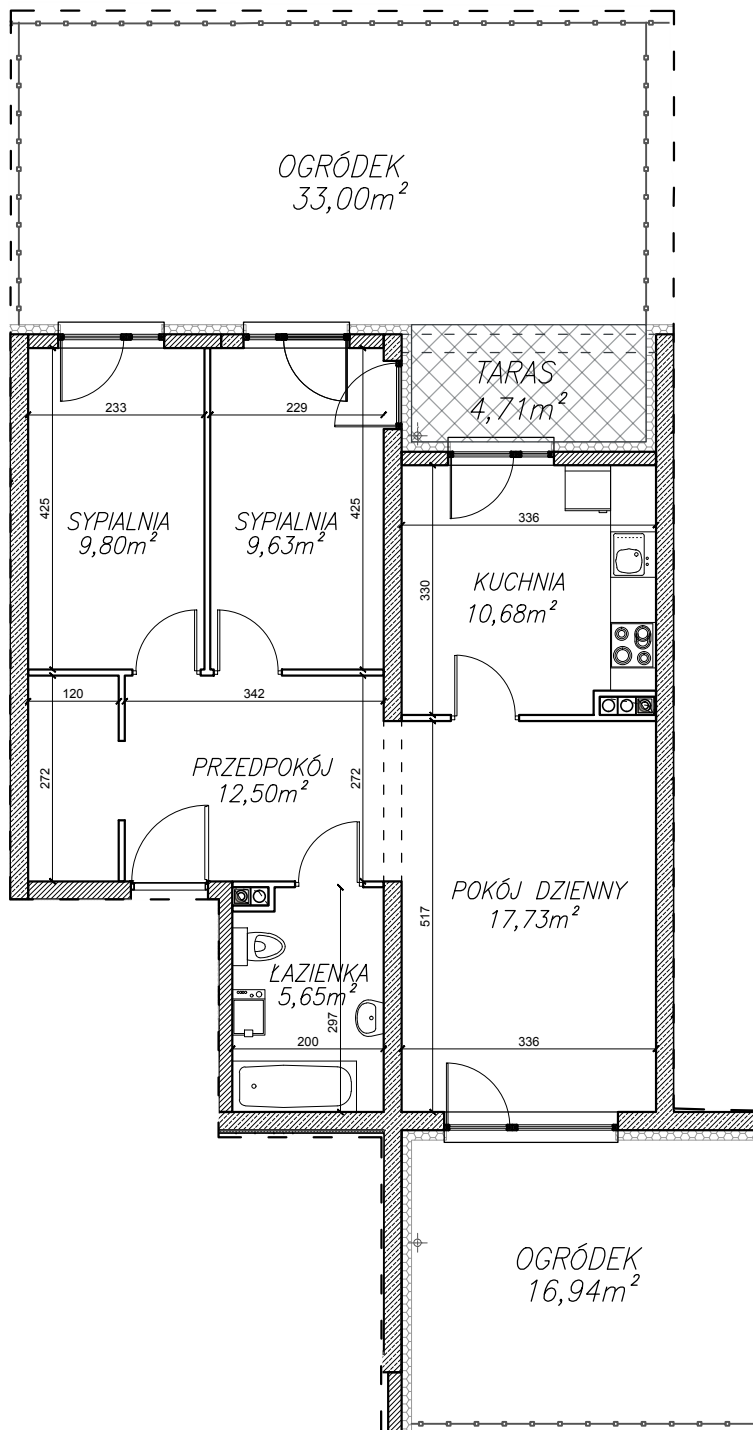 OGRÓDEK
33,00m²
TARAS
4,71m²
233
229
425
425
SYPIALNIA
9,80m²
SYPIALNIA
9,63m²
336
330
KUCHNIA
10,68m²
120
342
272
272
PRZEDPOKÓJ
12,50m²
POKÓJ DZIENNY
17,73m²
517
ŁAZIENKA
5,65m²
297
200
336
OGRÓDEK
16,94m²